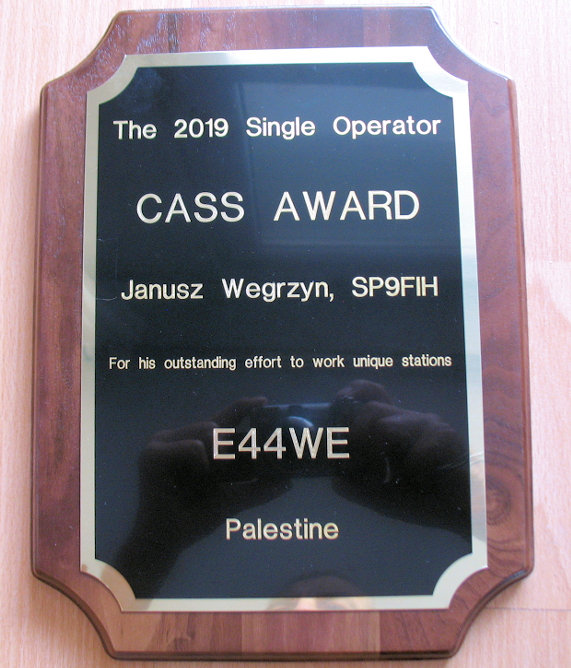 The 2019 Single Operator
CASS AWARD
Janusz Wegrzyn, SP9FIH
For his outstanding effort to work unique stations
E44WE
Palestine